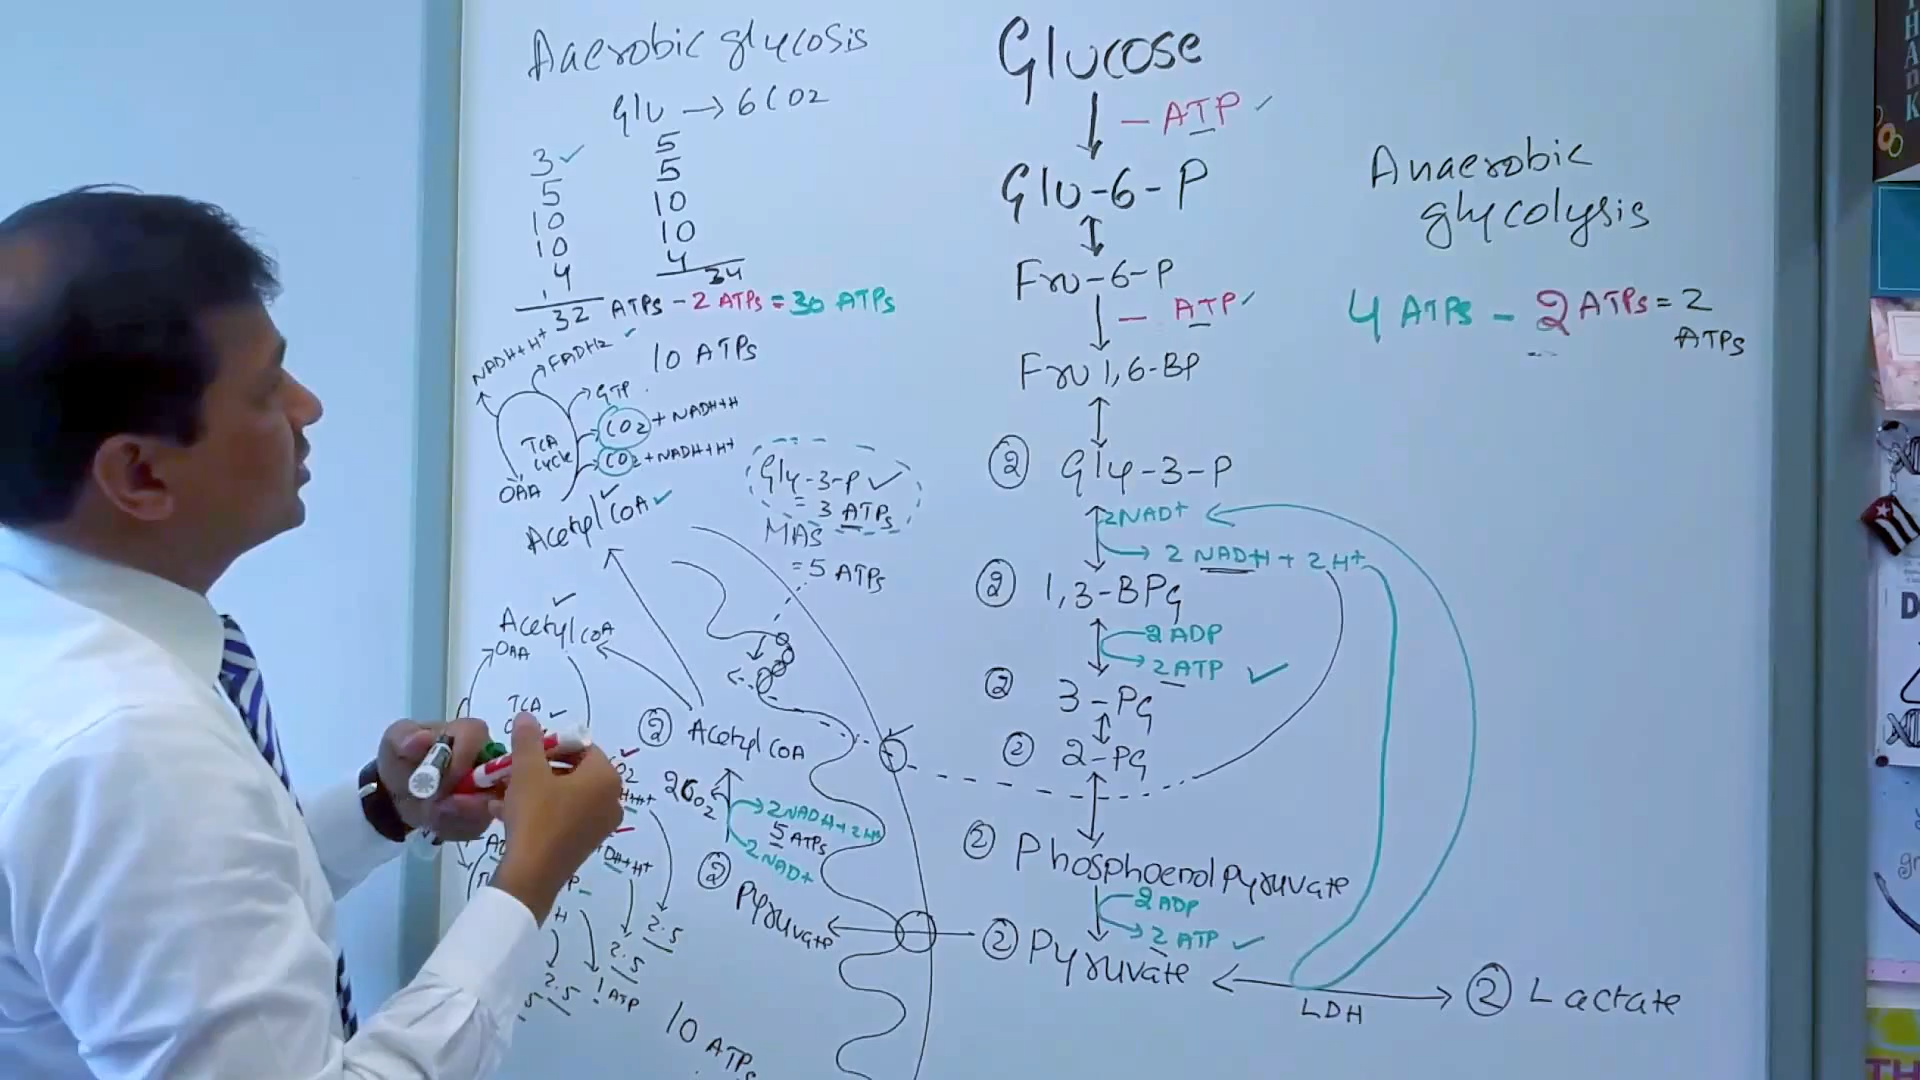 Aaerobic glycosis
Glu → 6 CO2
3 ✓
5
10
10
4
32 ATPs - 2 ATPs = 30 ATPs
5
5
10
10
4
34
NADH+H+
FADH2 ✓
10 ATPs
GTP
CO2 + NADH+H
CO2 + NADH+H+
TCA
cycle
OAA
Acetyl COA ✓
Gly-3-P ✓
= 3 ATPs
MAS
= 5 ATPs
Acetyl COA
OAA
TCA
2 Acetyl COA
2CO2
2NADH+2H+
5 ATPs
2NAD+
2 Pyruvate
2.5
2.5
2.5
1 ATP
10 ATP
Glucose
- ATP ✓
Glu-6-P
Fru-6-P
- ATP ✓
Fru 1,6-BP
2 Gly-3-P
2NAD+
2 NADH + 2H+
2 1,3-BPG
2 ADP
2 ATP ✓
2 3-PG
2 2-PG
2 Phosphoenol pyruvate
2 ADP
2 ATP ✓
2 Pyruvate
LDH
2 Lactate
Anaerobic
glycolysis
4 ATPs - 2 ATPs = 2
ATPs